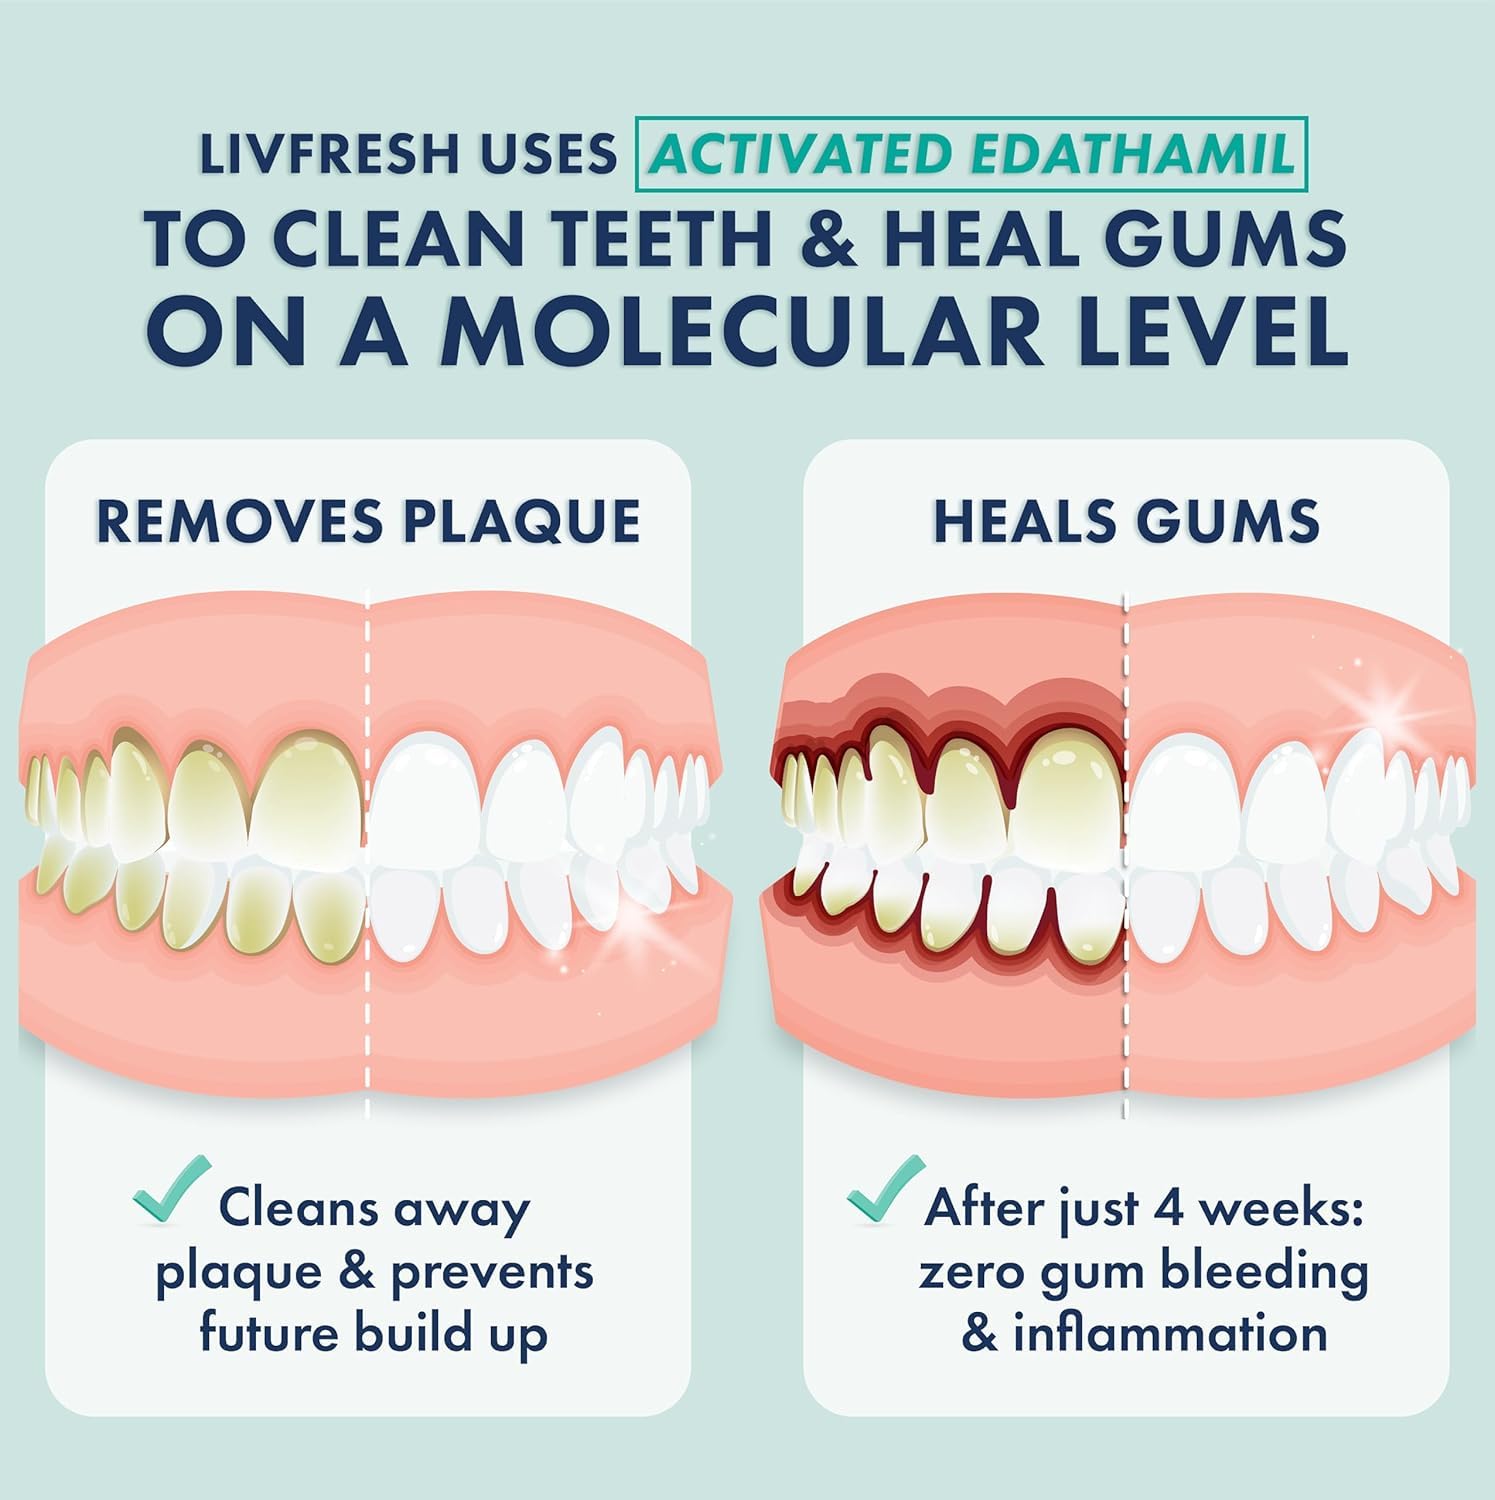 LIVFRESH USES ACTIVATED EDATHAMIL
TO CLEAN TEETH & HEAL GUMS
ON A MOLECULAR LEVEL
REMOVES PLAQUE
Cleans away
plaque & prevents
future build up
HEALS GUMS
After just 4 weeks:
zero gum bleeding
& inflammation